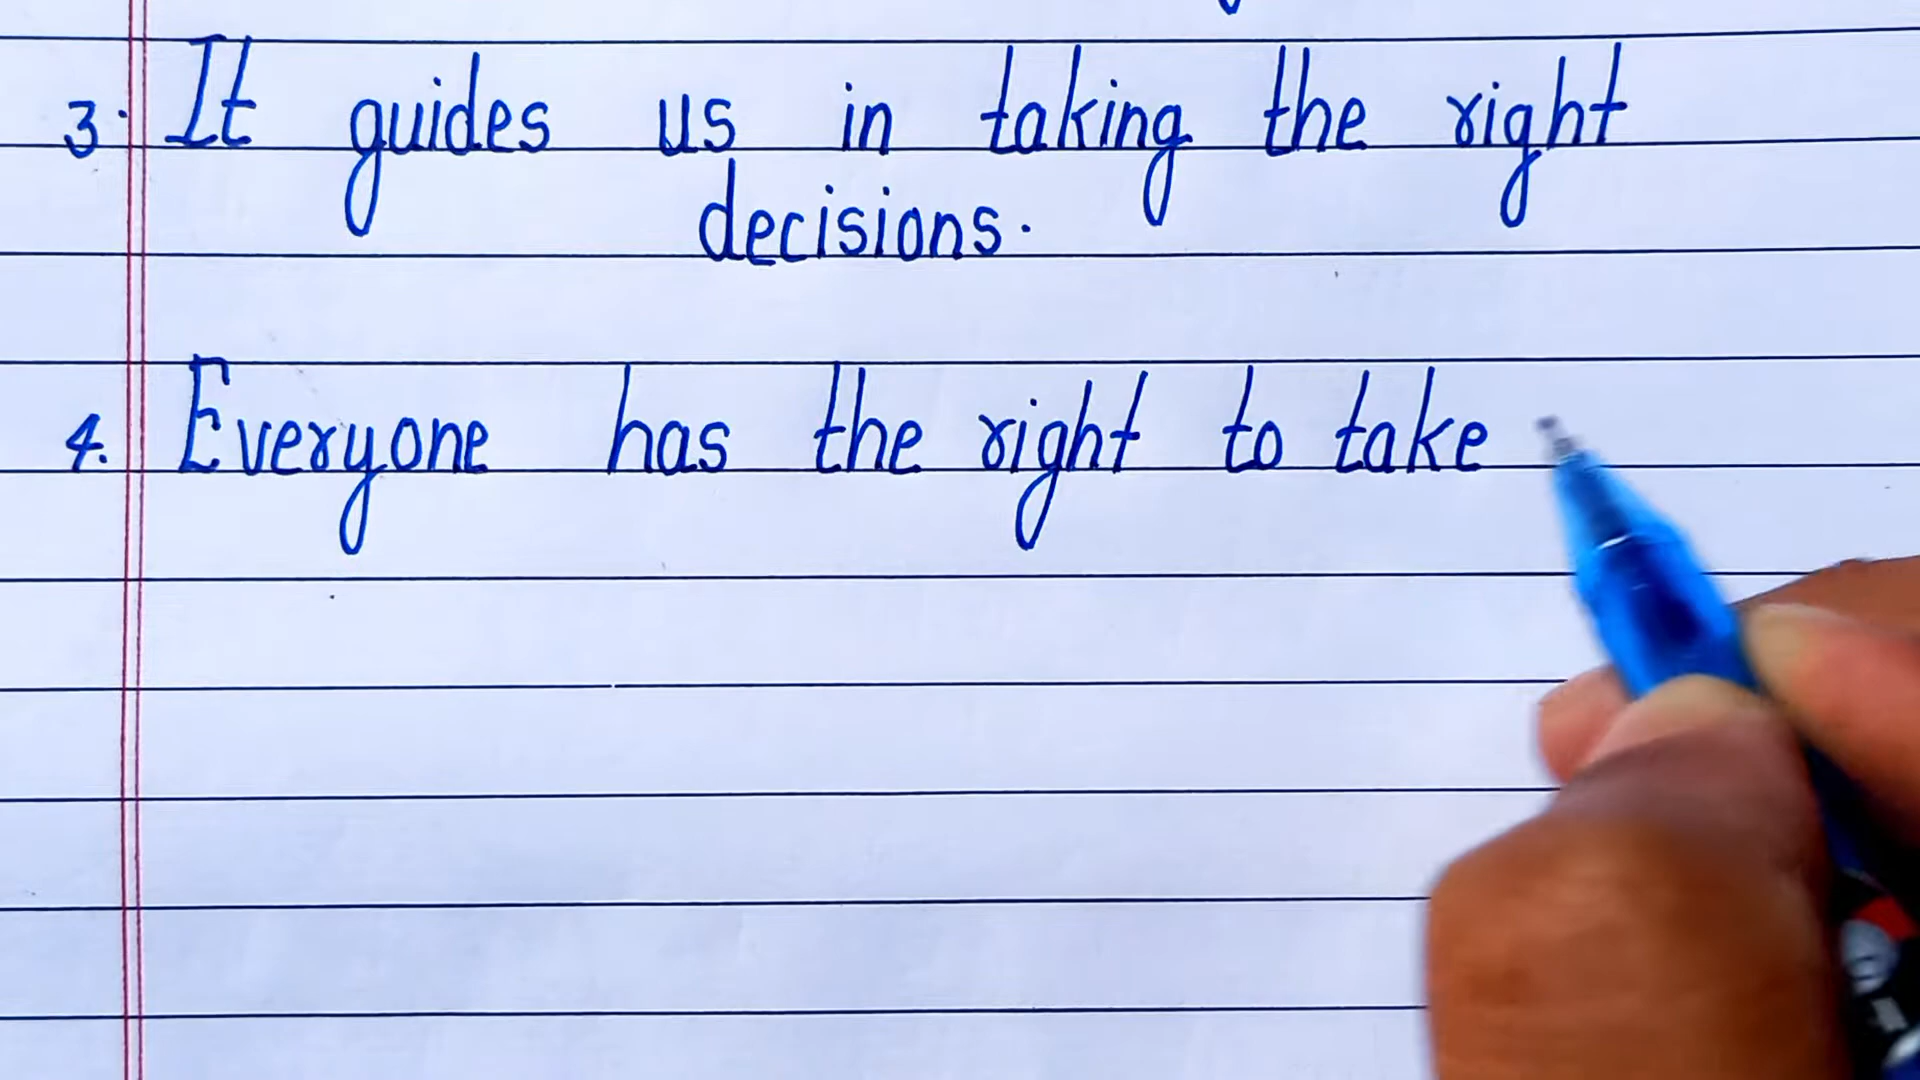 3. It guides us in taking the right
decisions.
4. Everyone has the right to take